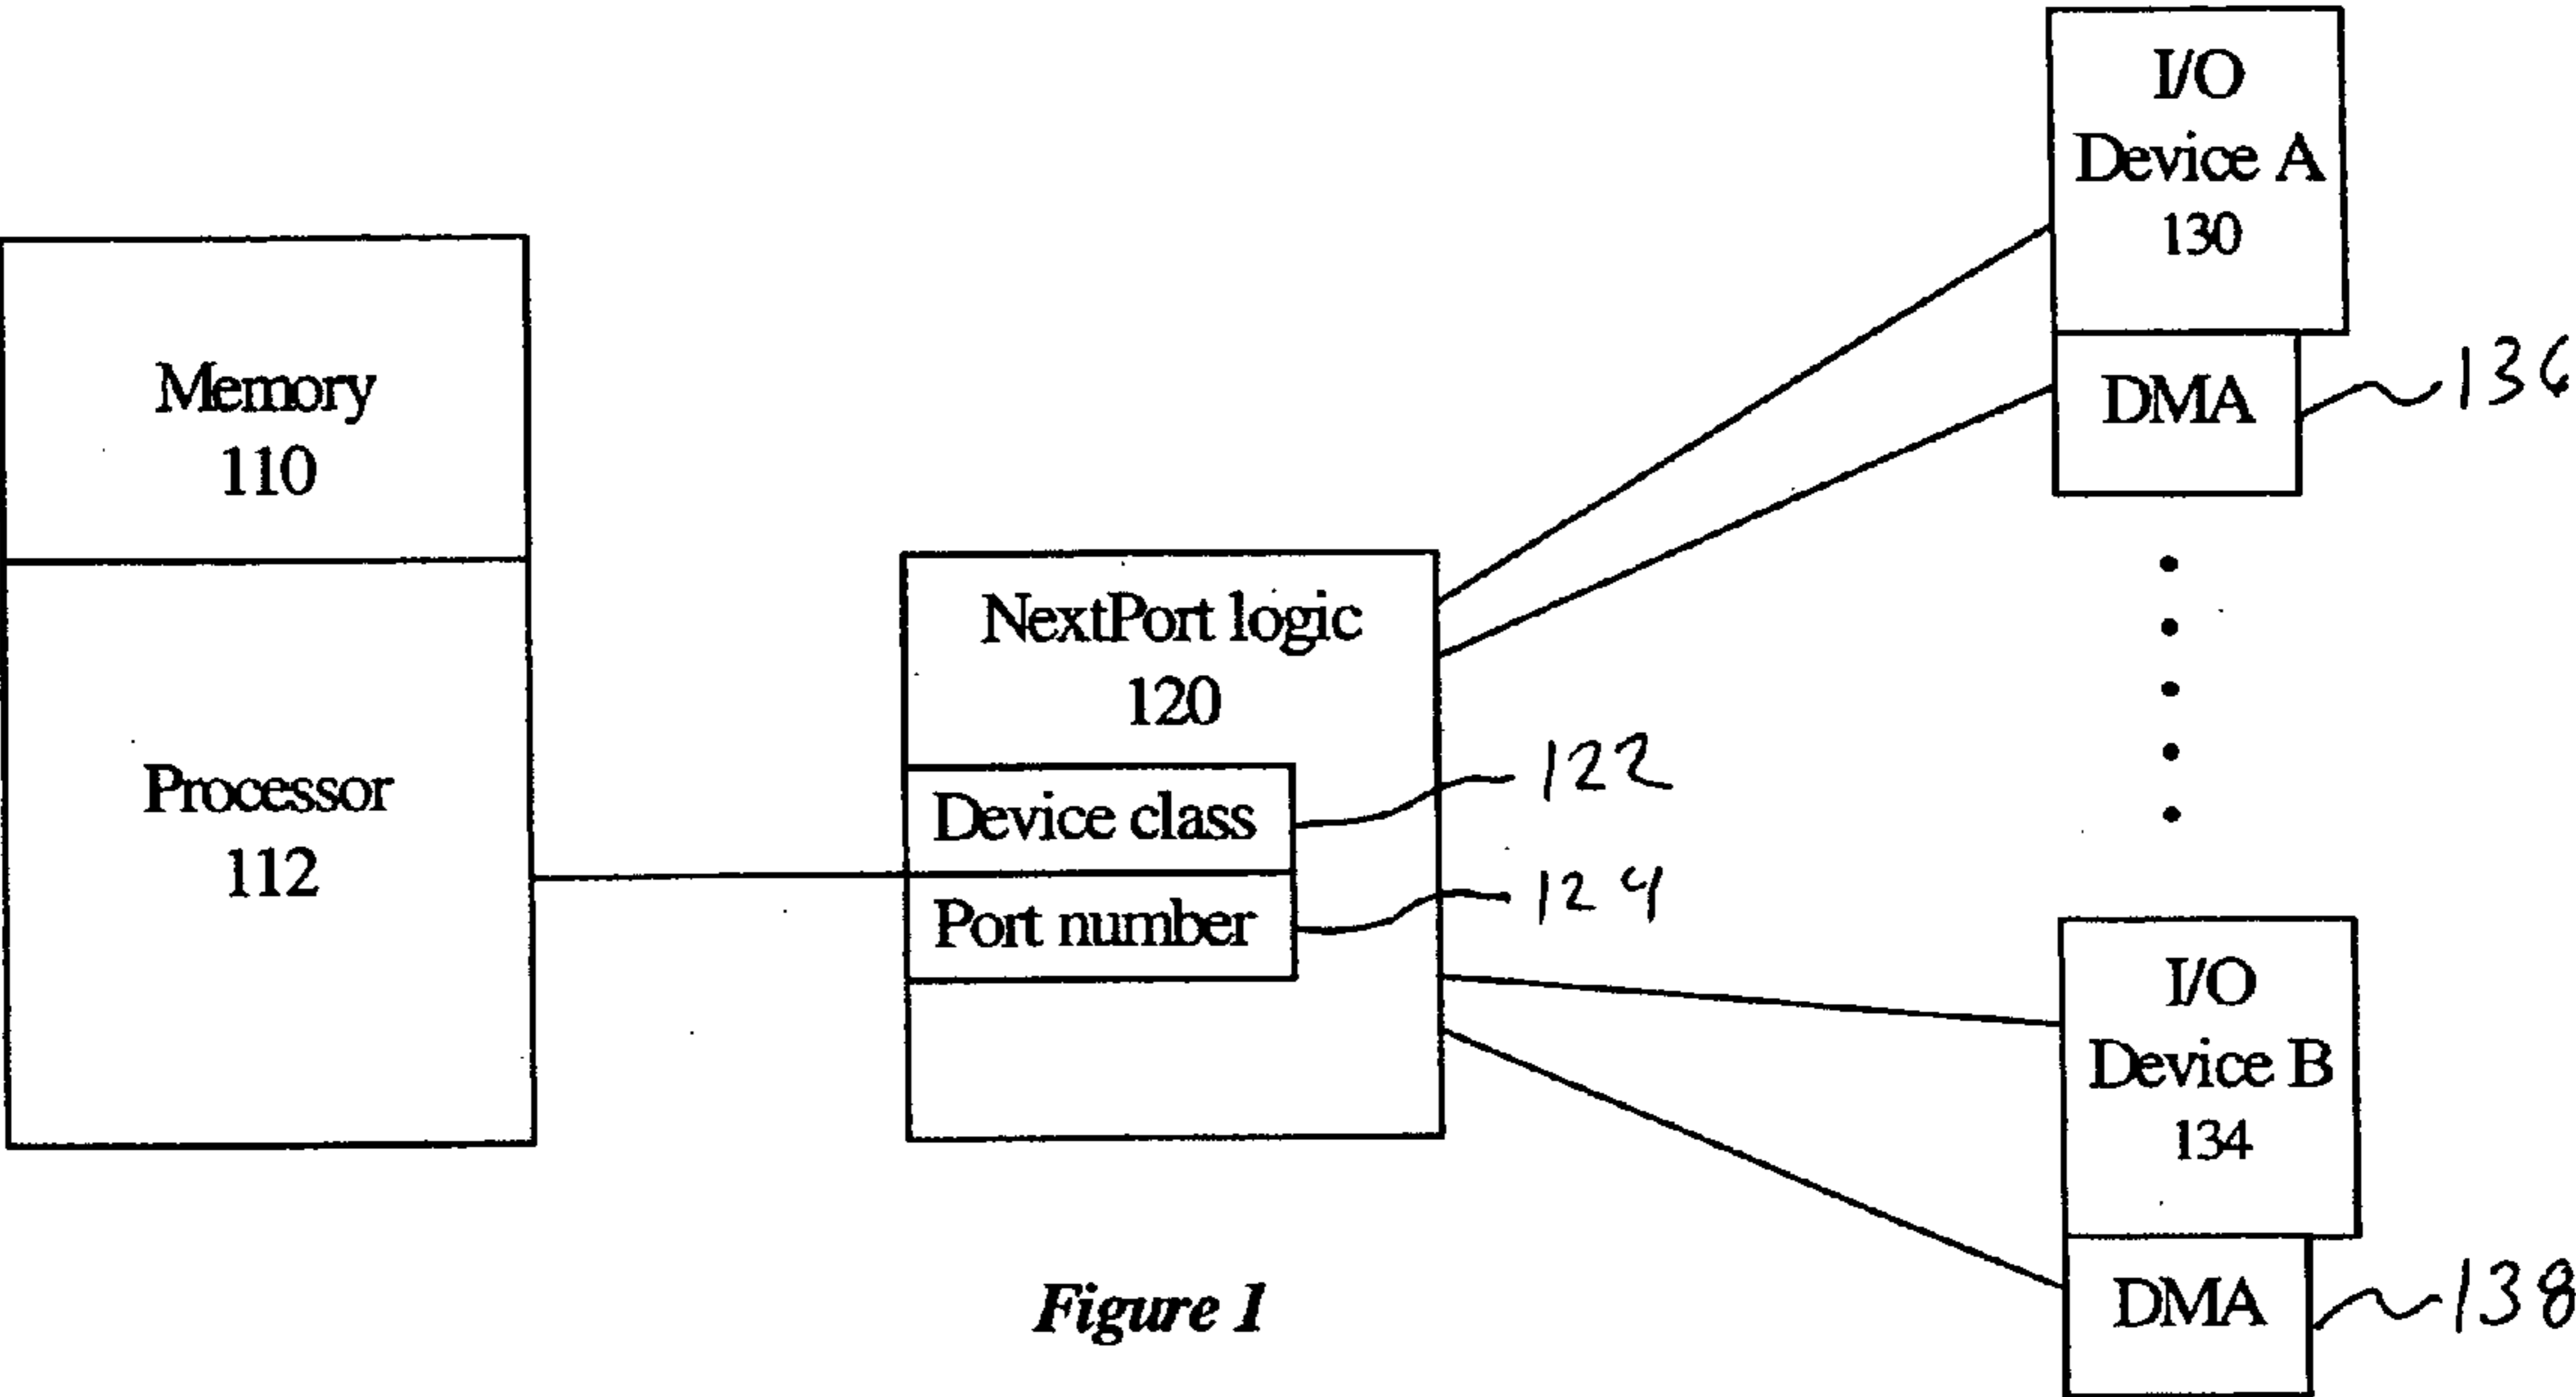 I/O
Device A
130
DMA
136
Memory
110
Processor
112
NextPort logic
120
Device class
122
Port number
124
I/O
Device B
134
DMA
138
Figure 1